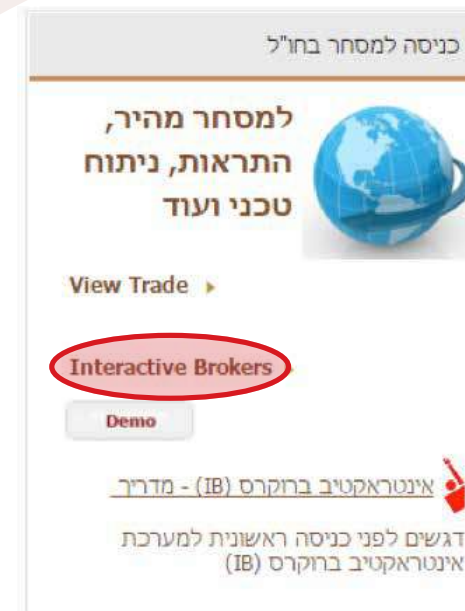 כניסה למסחר בחו"ל
למסחר מהיר,
התראות, ניתוח
טכני ועוד
View Trade
Interactive Brokers
Demo
אינטראקטיב ברוקרס (IB) - מדריך
דגשים לפני כניסה ראשונית למערכת
אינטראקטיב ברוקרס (IB)